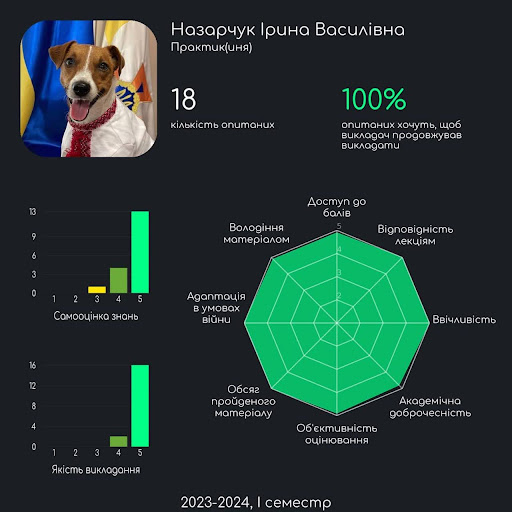 Назарчук Ірина Василівна
Практик(иня)
18
кількість опитаних
100%
опитаних хочуть, щоб
викладач продовжував
викладати
13
9
6
3
0
1 2 3 4 5
Самооцінка знань
16
12
8
4
0
1 2 3 4 5
Якість викладання
Доступ до
балів
Відповідність
лекціям
Ввічливість
Академічна
доброчесність
Об'єктивність
оцінювання
Обсяг
пройденого
матеріалу
Адаптація
в умовах
війни
Володіння
матеріалом
5
4
3
2
2023-2024, І семестр